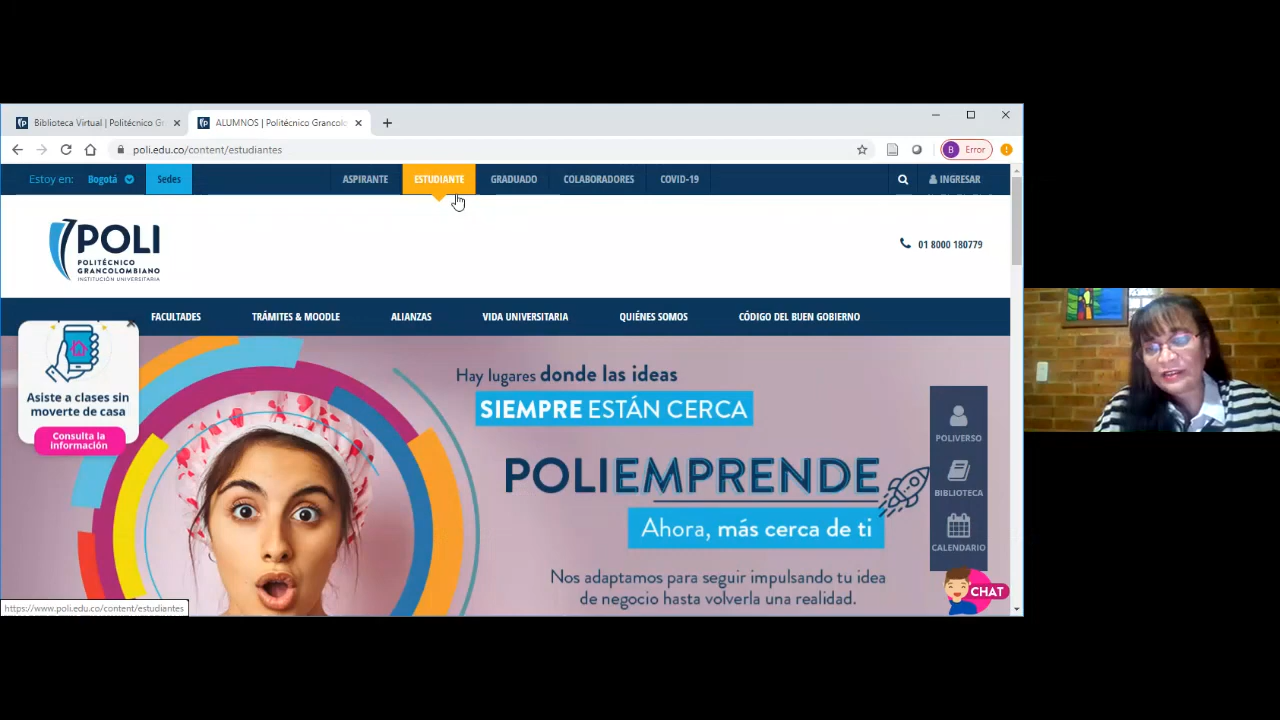 Biblioteca Virtual | Politécnico G
ALUMNOS | Politécnico Grancolo
poli.edu.co/content/estudiantes
B Error
Estoy en: Bogotá Sedes ASPIRANTE ESTUDIANTE GRADUADO COLABORADORES COVID-19 INGRESAR
POLI
POLITÉCNICO
GRANCOLOMBIANO
INSTITUCIÓN UNIVERSITARIA
01 8000 180779
FACULTADES TRÁMITES & MOODLE ALIANZAS VIDA UNIVERSITARIA QUIÉNES SOMOS CÓDIGO DEL BUEN GOBIERNO
Asiste a clases sin
moverte de casa
Consulta la
información
Hay lugares donde las ideas
SIEMPRE ESTÁN CERCA
POLIEMPRENDE
Ahora, más cerca de ti
Nos adaptamos para seguir impulsando tu idea
de negocio hasta volverla una realidad.
POLIVERSO
BIBLIOTECA
CALENDARIO
CHAT
https://www.poli.edu.co/content/estudiantes